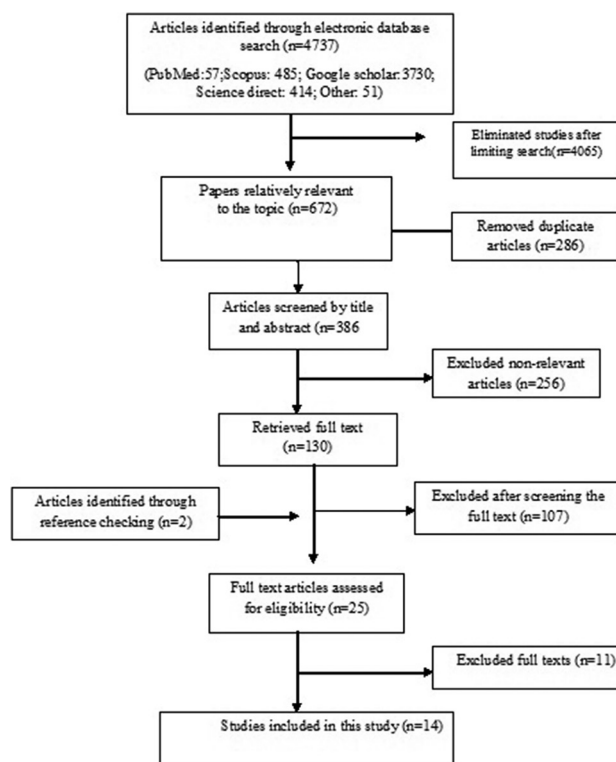 Articles identified through electronic database
search (n=4737)
(PubMed:57;Scopus: 485; Google scholar:3730;
Science direct: 414; Other: 51)
Eliminated studies after
limiting search(n=4065)
Papers relatively relevant
to the topic (n=672)
Removed duplicate
articles (n=286)
Articles screened by title
and abstract (n=386
Excluded non-relevant
articles (n=256)
Retrieved full text
(n=130)
Articles identified through
reference checking (n=2)
Excluded after screening the
full text (n=107)
Full text articles assessed
for eligibility (n=25)
Excluded full texts (n=11)
Studies included in this study (n=14)